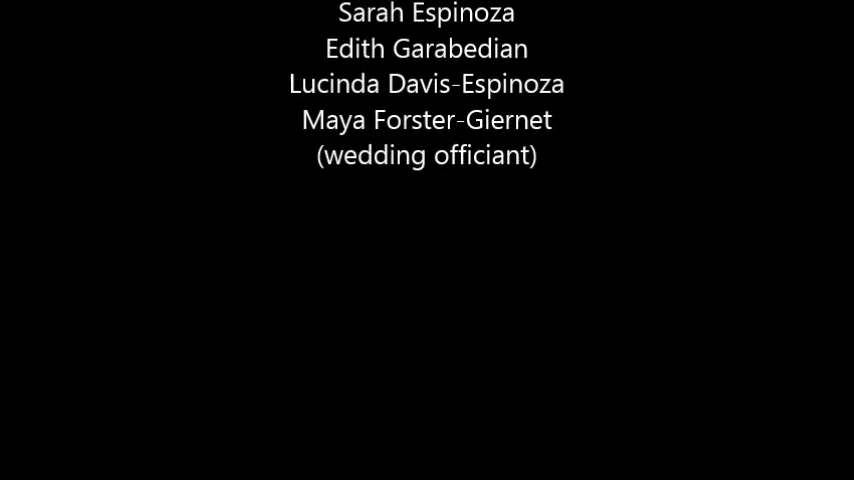 Sarah Espinoza
Edith Garabedian
Lucinda Davis-Espinoza
Maya Forster-Giernet
(wedding officiant)